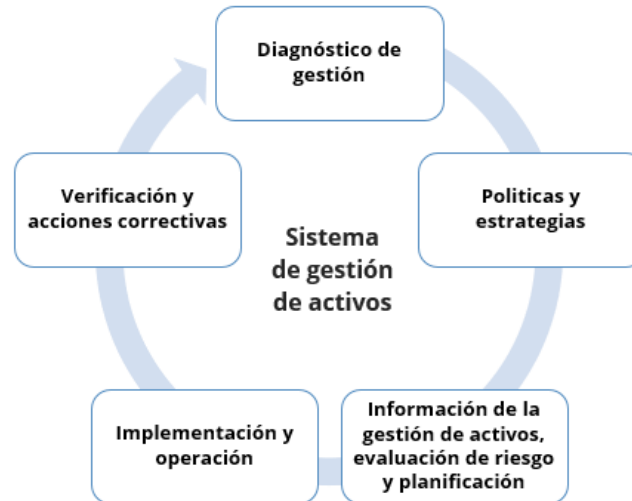 Diagnóstico de
gestión
Politicas y
estrategias
Información de la
gestión de activos,
evaluación de riesgo
y planificación
Implementación y
operación
Verificación y
acciones correctivas
Sistema
de gestión
de activos